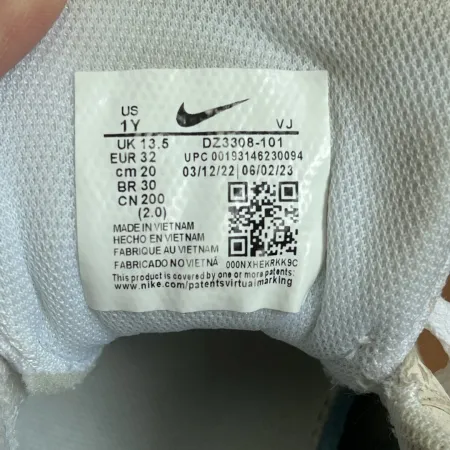 US
1Y VJ
UK 13.5 DZ3308-101
EUR 32 UPC 00193146230094
cm 20 03/12/22 06/02/23
BR 30
CN 200
(2.0)
MADE IN VIETNAM
HECHO EN VIETNAM
FABRIQUE AU VIETNAM
FABRICADO NO VIETNÃ 000NXHEKRKK9C
This product is covered by one or more patents:
www.nike.com/patentsvirtualmarking